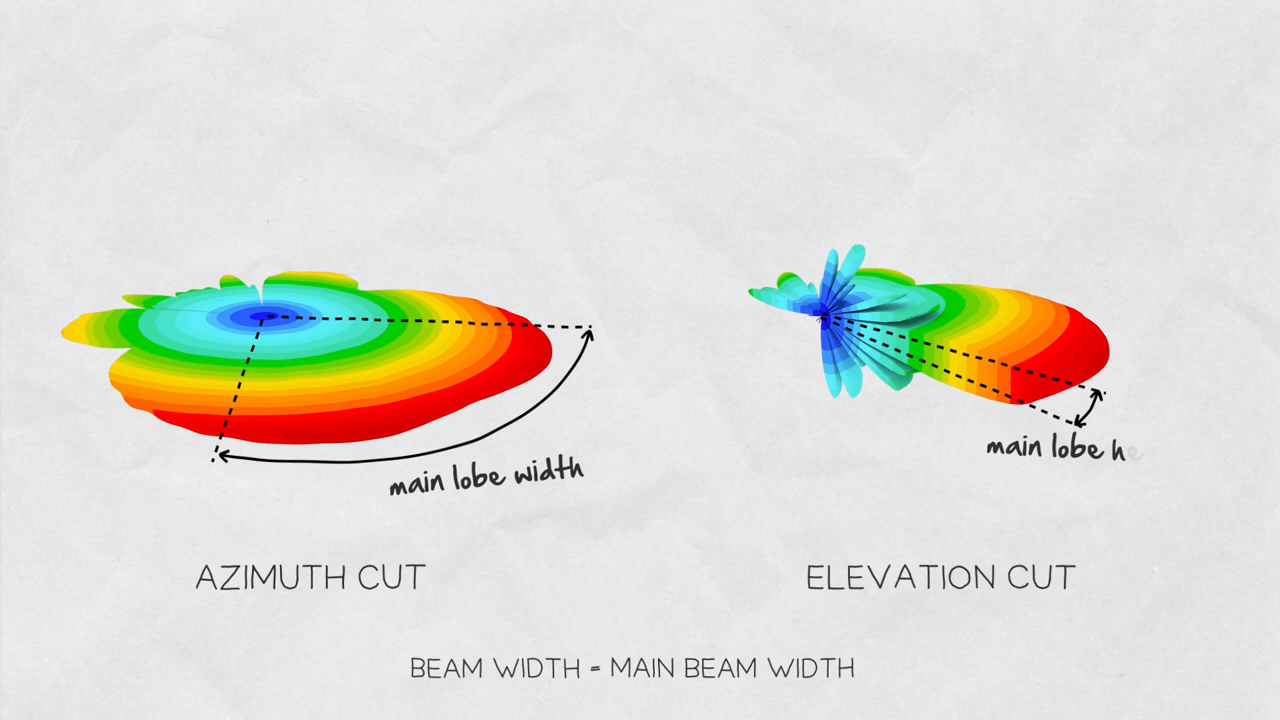 main lobe width
main lobe h
AZIMUTH CUT
ELEVATION CUT
BEAM WIDTH = MAIN BEAM WIDTH